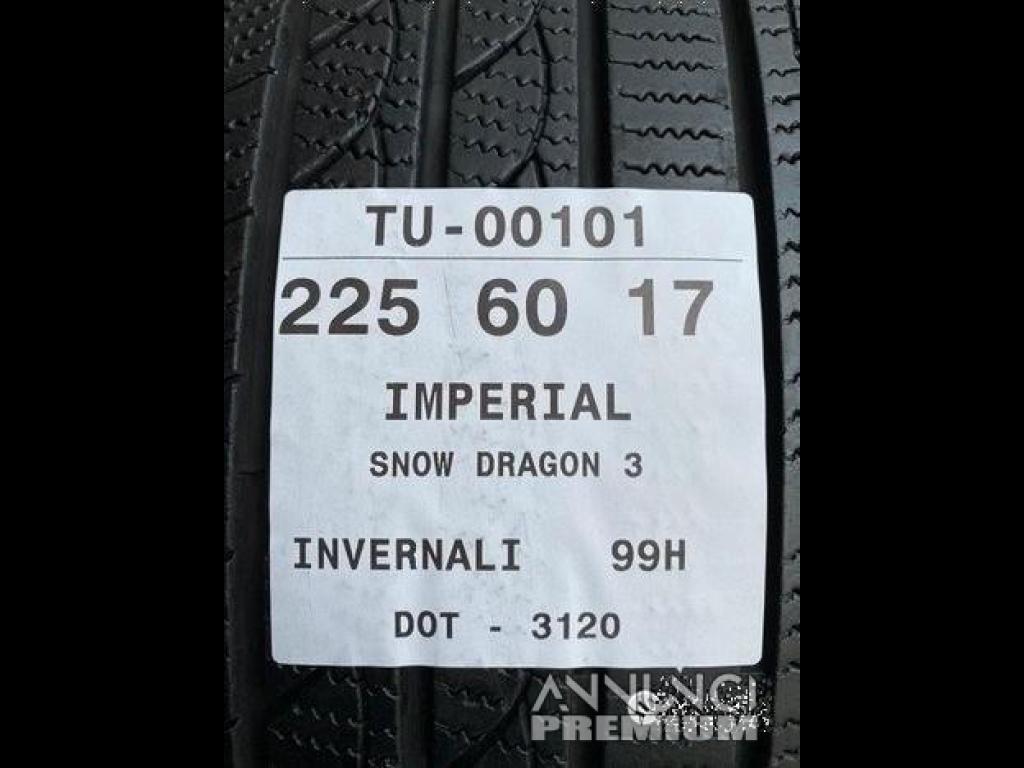 TU-00101
225 60 17
IMPERIAL
SNOW DRAGON 3
INVERNALI 99H
DOT - 3120
ANNUNCI
PREMIUM